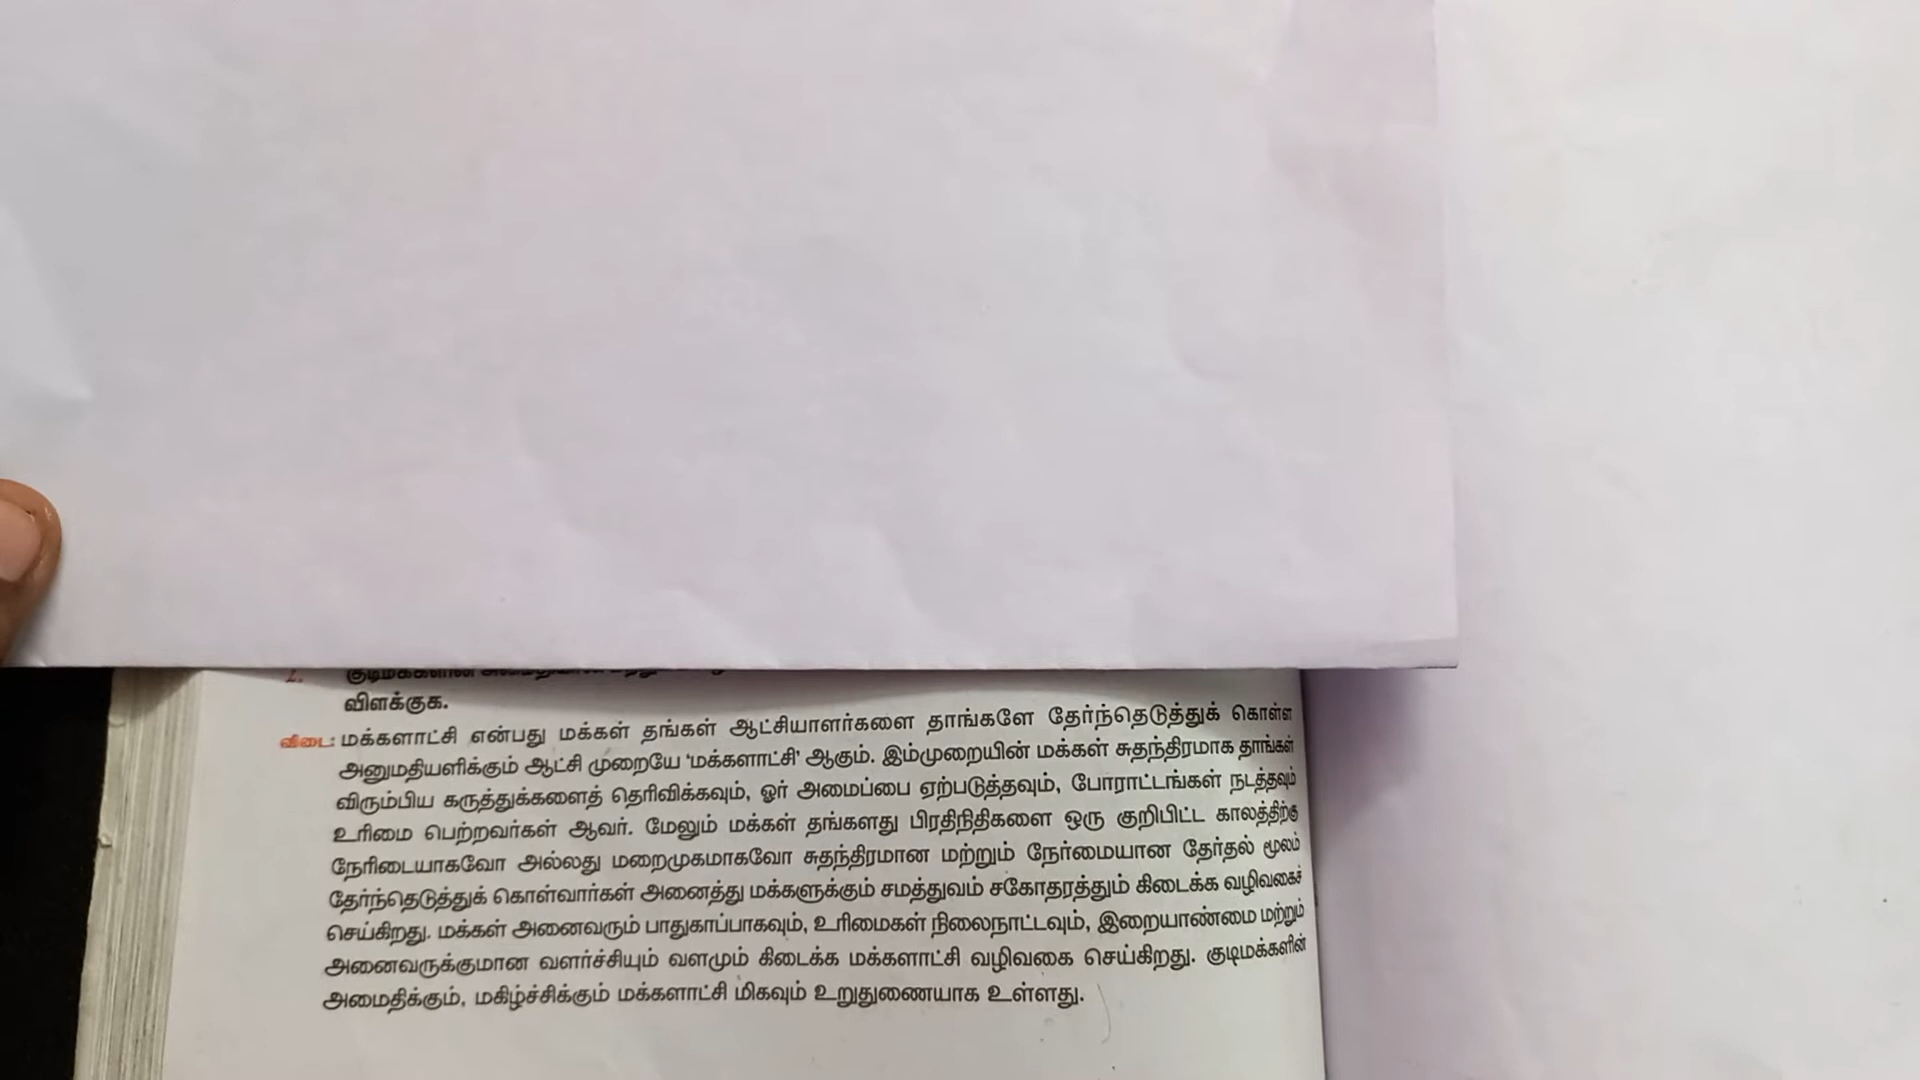 2. குடிமக்களின்
விளக்குக.
விடை: மக்களாட்சி என்பது மக்கள் தங்கள் ஆட்சியாளர்களை தாங்களே தேர்ந்தெடுத்துக் கொள்ள
அனுமதியளிக்கும் ஆட்சி முறையே 'மக்களாட்சி' ஆகும். இம்முறையின் மக்கள் சுதந்திரமாக தாங்கள்
விரும்பிய கருத்துக்களைத் தெரிவிக்கவும், ஓர் அமைப்பை ஏற்படுத்தவும், போராட்டங்கள் நடத்தவும்
உரிமை பெற்றவர்கள் ஆவர். மேலும் மக்கள் தங்களது பிரதிநிதிகளை ஒரு குறிபிட்ட காலத்திற்கு
நேரிடையாகவோ அல்லது மறைமுகமாகவோ சுதந்திரமான மற்றும் நேர்மையான தேர்தல் மூலம்
தேர்ந்தெடுத்துக் கொள்வார்கள் அனைத்து மக்களுக்கும் சமத்துவம் சகோதரத்தும் கிடைக்க வழிவகைச்
செய்கிறது. மக்கள் அனைவரும் பாதுகாப்பாகவும், உரிமைகள் நிலைநாட்டவும், இறையாண்மை மற்றும்
அனைவருக்குமான வளர்ச்சியும் வளமும் கிடைக்க மக்களாட்சி வழிவகை செய்கிறது. குடிமக்களின்
அமைதிக்கும், மகிழ்ச்சிக்கும் மக்களாட்சி மிகவும் உறுதுணையாக உள்ளது.